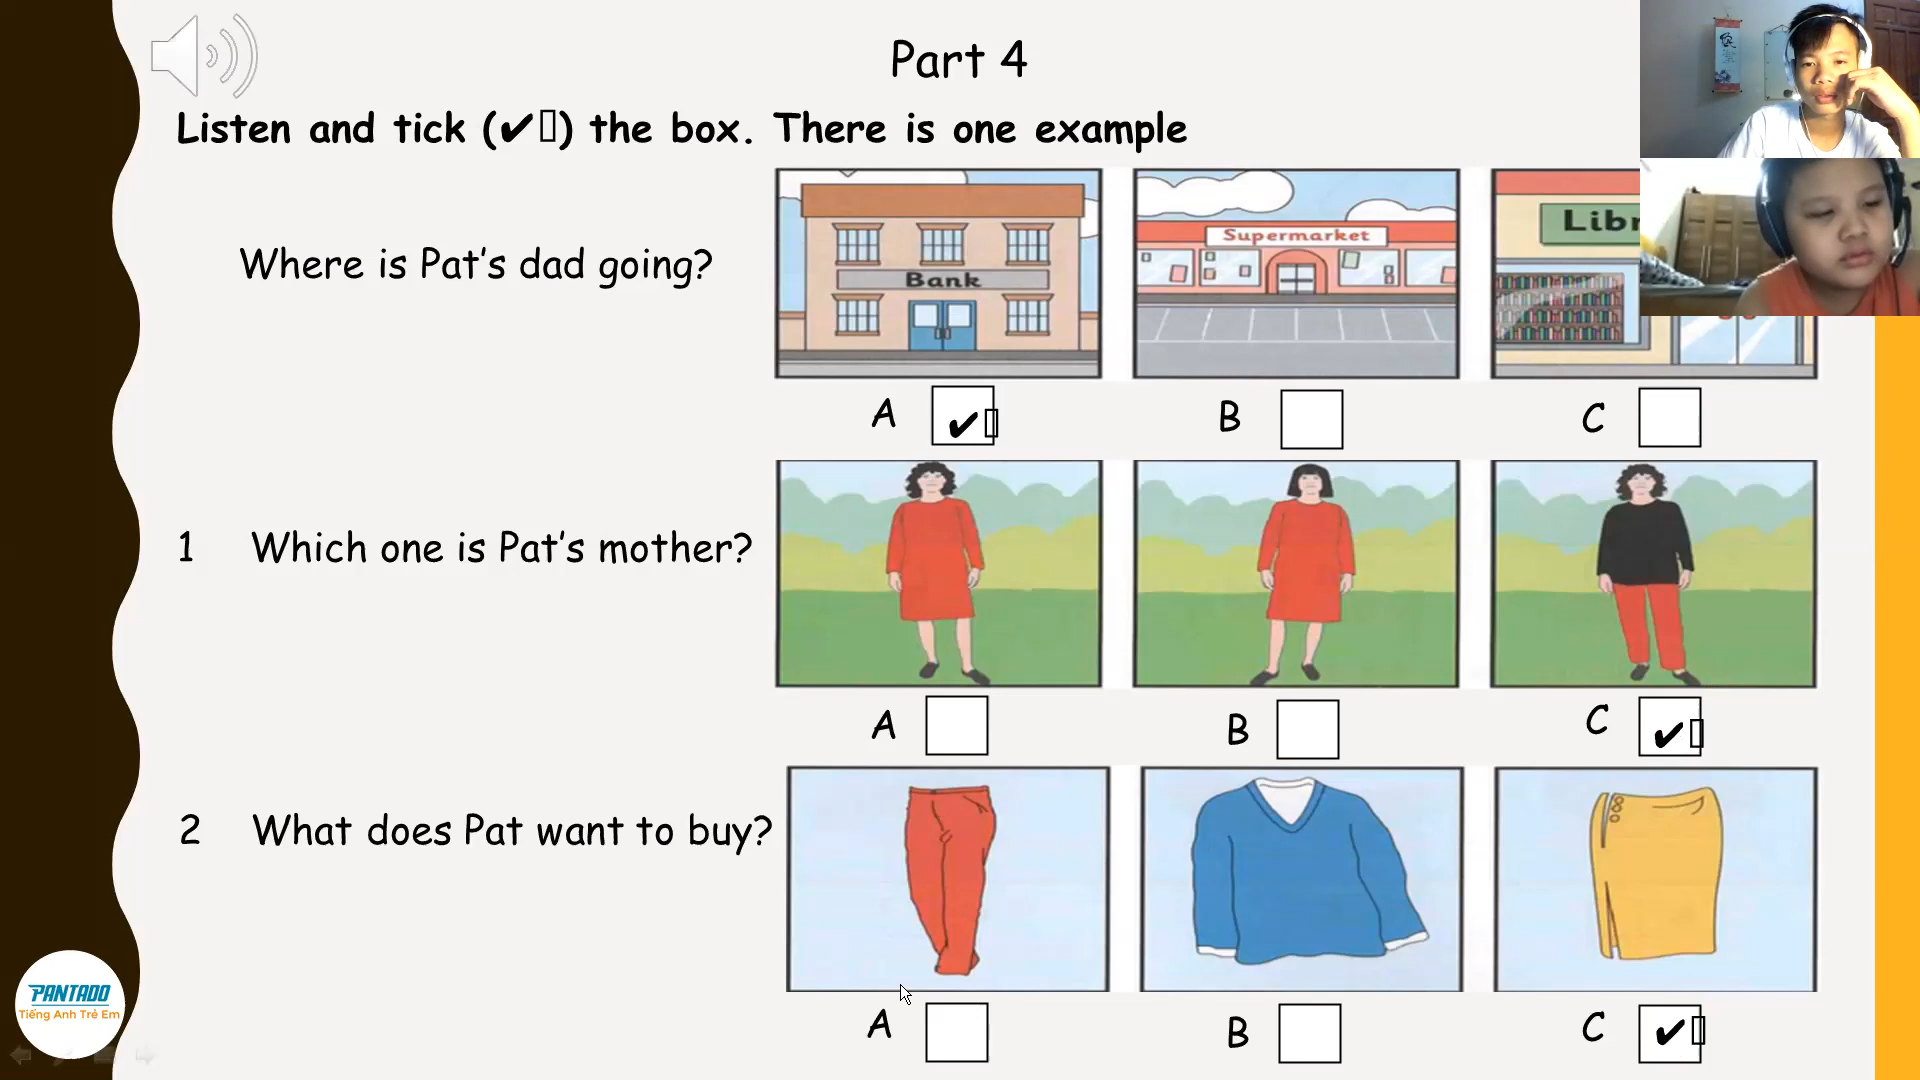 Part 4
Listen and tick (✔) the box. There is one example
Where is Pat's dad going?
Bank
Supermarket
Libr
A ✔
B
C
1 Which one is Pat's mother?
A
B
C ✔
2 What does Pat want to buy?
A
B
C ✔
PANTADO
Tiếng Anh Trẻ Em